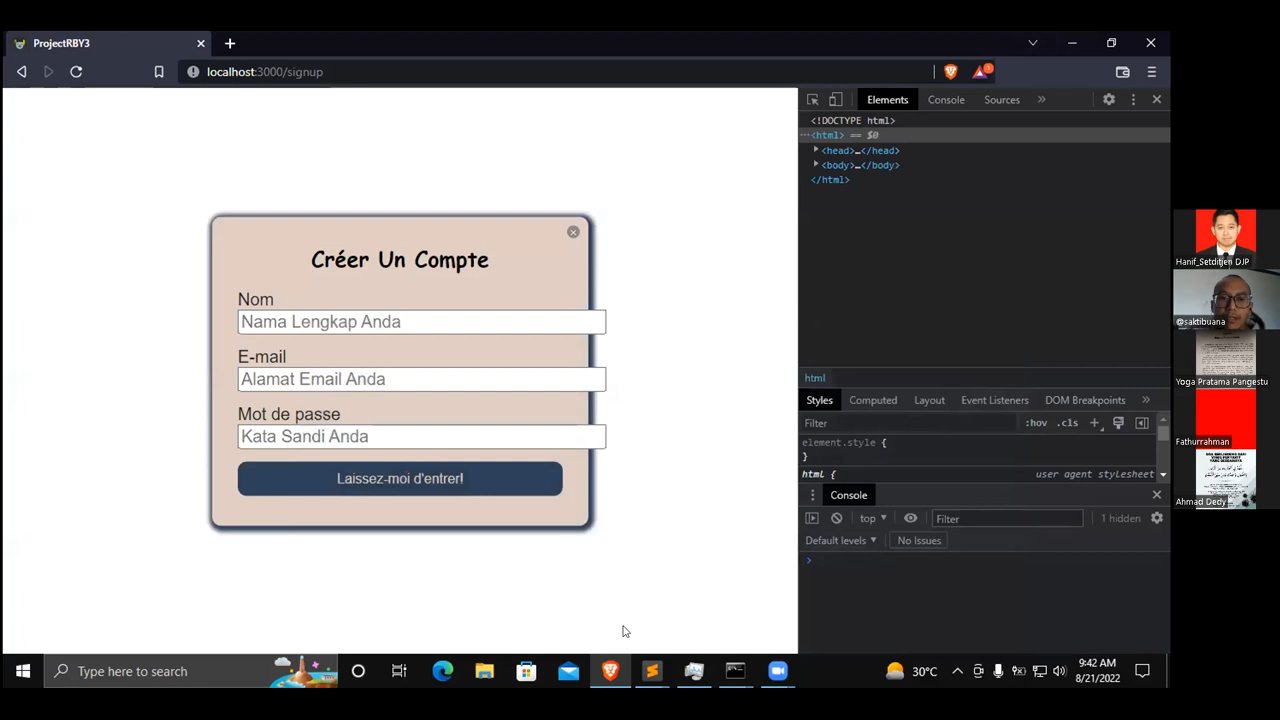 ProjectRBY3
localhost:3000/signup
Créer Un Compte
Nom
Nama Lengkap Anda
E-mail
Alamat Email Anda
Mot de passe
Kata Sandi Anda
Laissez-moi d'entrer!
Elements
Console
Sources
<!DOCTYPE html>
<html> == $0
<head>…</head>
<body>…</body>
</html>
html
Styles
Computed
Layout
Event Listeners
DOM Breakpoints
Filter
:hov
.cls
element.style {
}
html {
user agent stylesheet
Console
top
Filter
1 hidden
Default levels
No Issues
Hanif_Setditjen DJP
@saktibuana
Yoga Pratama Pangestu
Fathurrahman
Ahmad Dedy...
Type here to search
30°C
9:42 AM
8/21/2022